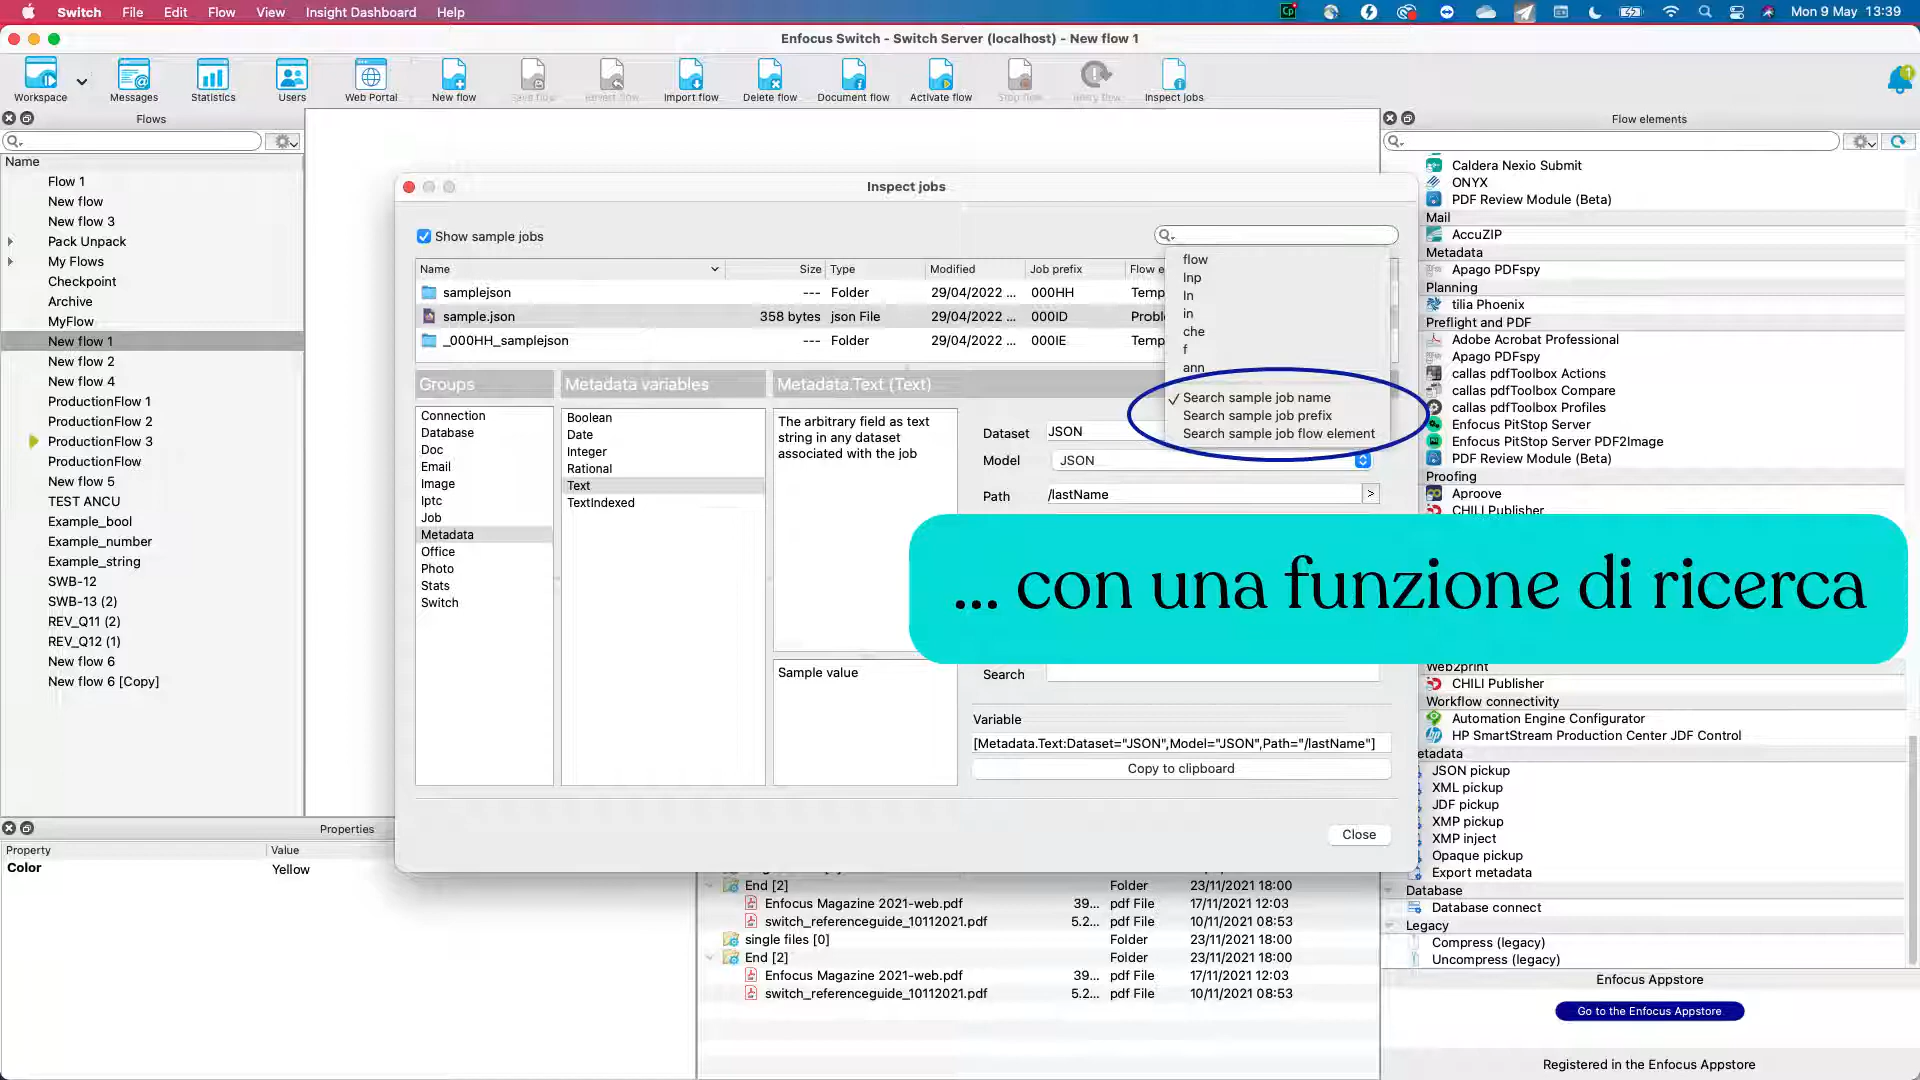 Switch File Edit Flow View Insight Dashboard Help
Mon 9 May 13:39
Enfocus Switch - Switch Server (localhost) - New flow 1
Workspace Messages Statistics Users Web Portal New flow Save flow Revert flow Import flow Delete flow Document flow Activate flow Stop flow Retry flow Inspect jobs
1
Flows
Name
Flow 1
New flow
New flow 3
Pack Unpack
My Flows
Checkpoint
Archive
MyFlow
New flow 1
New flow 2
New flow 4
ProductionFlow 1
ProductionFlow 2
ProductionFlow 3
ProductionFlow
New flow 5
TEST ANCU
Example_bool
Example_number
Example_string
SWB-12
SWB-13 (2)
REV_Q11 (2)
REV_Q12 (1)
New flow 6
New flow 6 [Copy]
Properties
Property Value
Color Yellow
Inspect jobs
Show sample jobs
Name Size Type Modified Job prefix Flow e
samplejson --- Folder 29/04/2022 ... 000HH Temp
sample.json 358 bytes json File 29/04/2022 ... 000ID Proble
_000HH_samplejson --- Folder 29/04/2022 ... 000IE Temp
flow
Inp
In
in
che
f
ann
✓ Search sample job name
Search sample job prefix
Search sample job flow element
Groups
Connection
Database
Doc
Email
Image
Iptc
Job
Metadata
Office
Photo
Stats
Switch
Metadata variables
Boolean
Date
Integer
Rational
Text
TextIndexed
Metadata.Text (Text)
The arbitrary field as text
string in any dataset
associated with the job
Sample value
Dataset JSON
Model JSON
Path /lastName >
... con una funzione di ricerca
Search
Variable
[Metadata.Text:Dataset="JSON",Model="JSON",Path="/lastName"]
Copy to clipboard
Close
End [2] Folder 23/11/2021 18:00
Enfocus Magazine 2021-web.pdf 39... pdf File 17/11/2021 12:03
switch_referenceguide_10112021.pdf 5.2... pdf File 10/11/2021 08:53
single files [0] Folder 23/11/2021 18:00
End [2] Folder 23/11/2021 18:00
Enfocus Magazine 2021-web.pdf 39... pdf File 17/11/2021 12:03
switch_referenceguide_10112021.pdf 5.2... pdf File 10/11/2021 08:53
Flow elements
Caldera Nexio Submit
ONYX
PDF Review Module (Beta)
Mail
AccuZIP
Metadata
Apago PDFspy
Planning
tilia Phoenix
Preflight and PDF
Adobe Acrobat Professional
Apago PDFspy
callas pdfToolbox Actions
callas pdfToolbox Compare
callas pdfToolbox Profiles
Enfocus PitStop Server
Enfocus PitStop Server PDF2Image
PDF Review Module (Beta)
Proofing
Aproove
CHILI Publisher
Web2print
CHILI Publisher
Workflow connectivity
Automation Engine Configurator
HP SmartStream Production Center JDF Control
etadata
JSON pickup
XML pickup
JDF pickup
XMP pickup
XMP inject
Opaque pickup
Export metadata
Database
Database connect
Legacy
Compress (legacy)
Uncompress (legacy)
Enfocus Appstore
Go to the Enfocus Appstore
Registered in the Enfocus Appstore